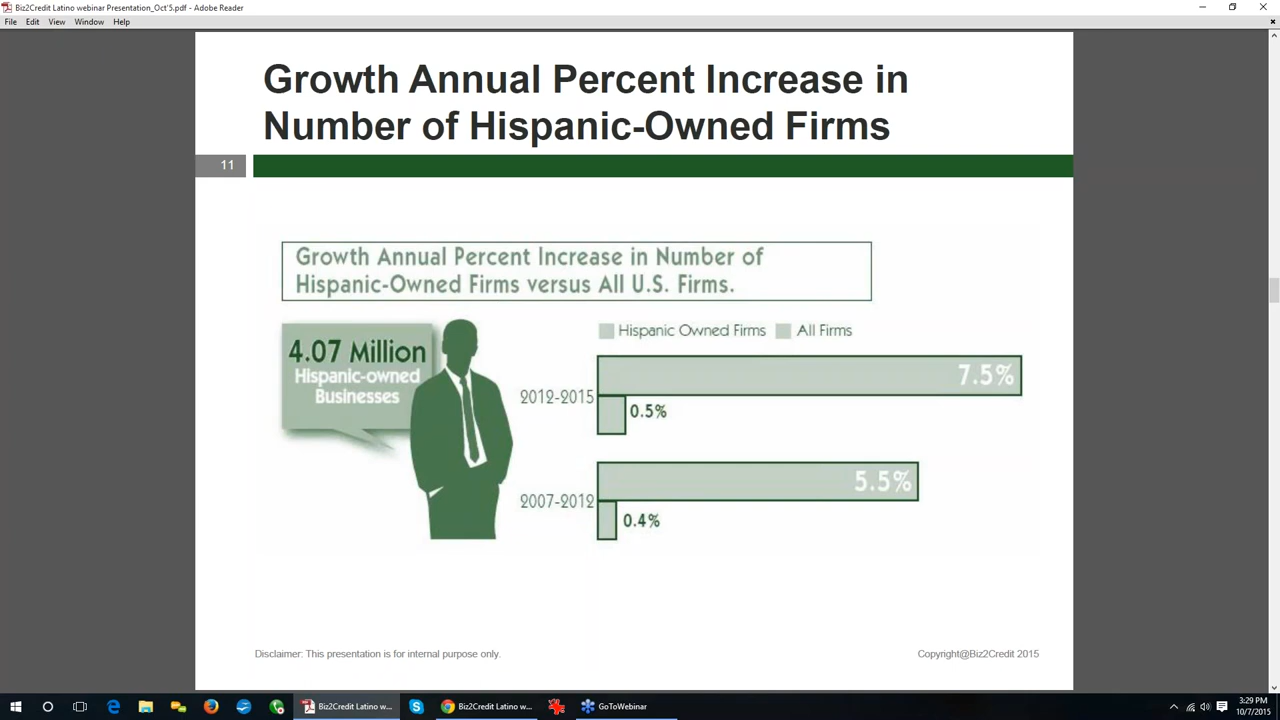 Biz2Credit Latino webinar Presentation_Oct'5.pdf - Adobe Reader
File Edit View Window Help
Growth Annual Percent Increase in
Number of Hispanic-Owned Firms
11
Growth Annual Percent Increase in Number of
Hispanic-Owned Firms versus All U.S. Firms.
4.07 Million
Hispanic-owned
Businesses
Hispanic Owned Firms All Firms
2012-2015
7.5%
0.5%
2007-2012
5.5%
0.4%
Disclaimer: This presentation is for internal purpose only.
Copyright@Biz2Credit 2015
Biz2Credit Latino w...
Biz2Credit Latino w...
GoToWebinar
3:29 PM
10/7/2015